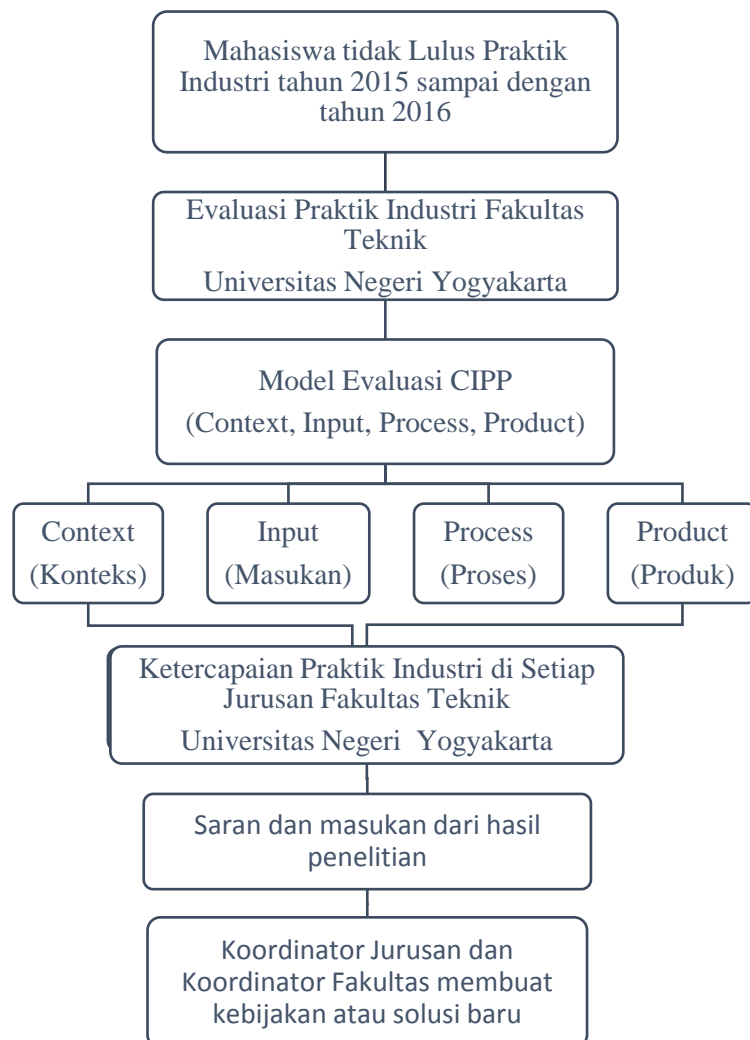 Mahasiswa tidak Lulus Praktik
Industri tahun 2015 sampai dengan
tahun 2016
Evaluasi Praktik Industri Fakultas
Teknik
Universitas Negeri Yogyakarta
Model Evaluasi CIPP
(Context, Input, Process, Product)
Context
(Konteks)
Input
(Masukan)
Process
(Proses)
Product
(Produk)
Ketercapaian Praktik Industri di Setiap
Jurusan Fakultas Teknik
Universitas Negeri Yogyakarta
Saran dan masukan dari hasil
penelitian
Koordinator Jurusan dan
Koordinator Fakultas membuat
kebijakan atau solusi baru